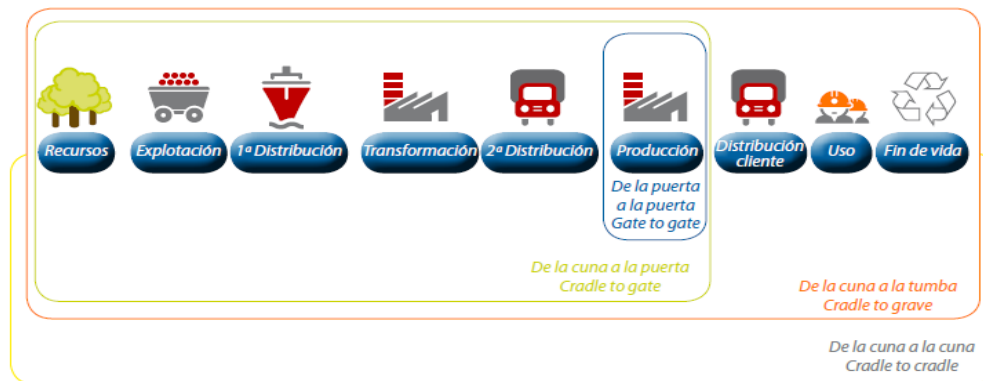 Recursos
Explotación
1ª Distribución
Transformación
2ª Distribución
Producción
Distribución
cliente
Uso
Fin de vida
De la puerta
a la puerta
Gate to gate
De la cuna a la puerta
Cradle to gate
De la cuna a la tumba
Cradle to grave
De la cuna a la cuna
Cradle to cradle